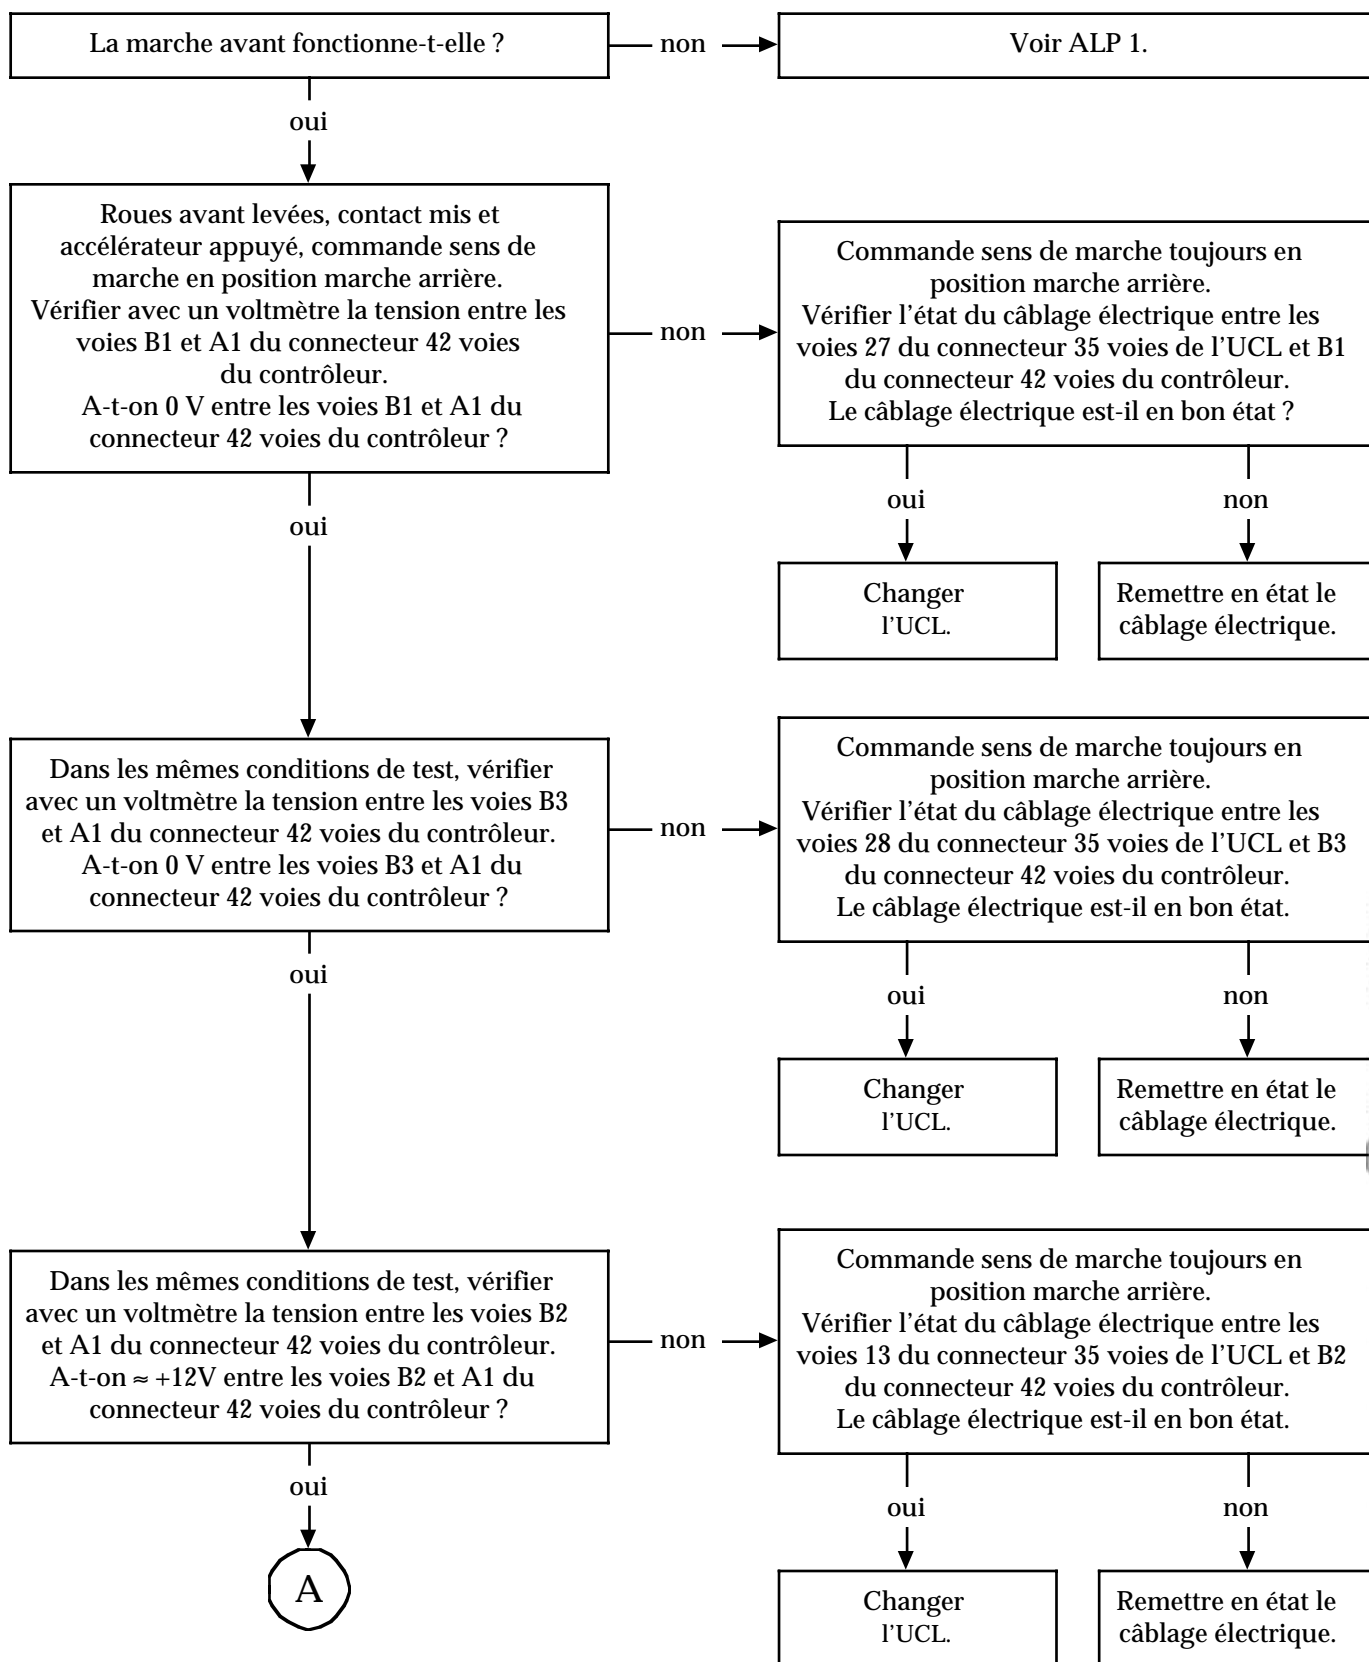 La marche avant fonctionne-t-elle ?
non
Voir ALP 1.
oui
Roues avant levées, contact mis et
accélérateur appuyé, commande sens de
marche en position marche arrière.
Vérifier avec un voltmètre la tension entre les
voies B1 et A1 du connecteur 42 voies
du contrôleur.
A-t-on 0 V entre les voies B1 et A1 du
connecteur 42 voies du contrôleur ?
non
Commande sens de marche toujours en
position marche arrière.
Vérifier l'état du câblage électrique entre les
voies 27 du connecteur 35 voies de l'UCL et B1
du connecteur 42 voies du contrôleur.
Le câblage électrique est-il en bon état ?
oui
non
Changer
l'UCL.
Remettre en état le
câblage électrique.
oui
Dans les mêmes conditions de test, vérifier
avec un voltmètre la tension entre les voies B3
et A1 du connecteur 42 voies du contrôleur.
A-t-on 0 V entre les voies B3 et A1 du
connecteur 42 voies du contrôleur ?
non
Commande sens de marche toujours en
position marche arrière.
Vérifier l'état du câblage électrique entre les
voies 28 du connecteur 35 voies de l'UCL et B3
du connecteur 42 voies du contrôleur.
Le câblage électrique est-il en bon état.
oui
non
Changer
l'UCL.
Remettre en état le
câblage électrique.
oui
Dans les mêmes conditions de test, vérifier
avec un voltmètre la tension entre les voies B2
et A1 du connecteur 42 voies du contrôleur.
A-t-on ≈ +12V entre les voies B2 et A1 du
connecteur 42 voies du contrôleur ?
non
Commande sens de marche toujours en
position marche arrière.
Vérifier l'état du câblage électrique entre les
voies 13 du connecteur 35 voies de l'UCL et B2
du connecteur 42 voies du contrôleur.
Le câblage électrique est-il en bon état.
oui
non
Changer
l'UCL.
Remettre en état le
câblage électrique.
oui
A